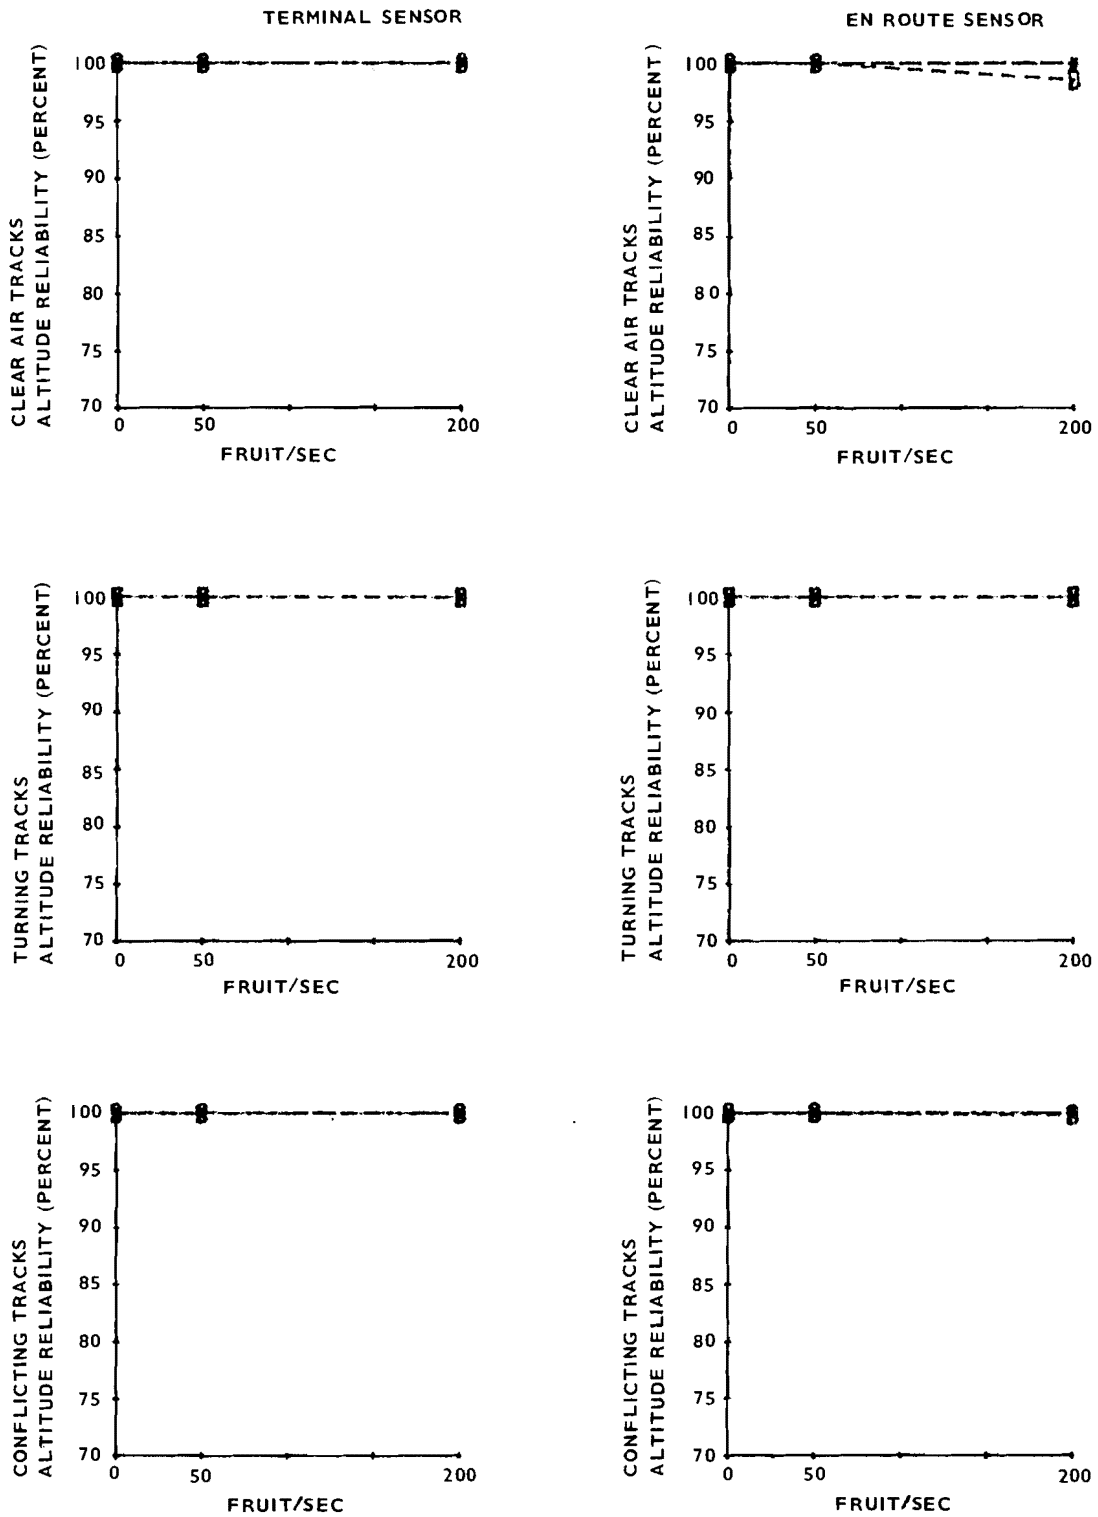 TERMINAL SENSOR
EN ROUTE SENSOR
CLEAR AIR TRACKS
ALTITUDE RELIABILITY (PERCENT)
100
95
90
85
80
75
70
0 50 200
FRUIT/SEC
CLEAR AIR TRACKS
ALTITUDE RELIABILITY (PERCENT)
100
95
90
85
80
75
70
0 50 200
FRUIT/SEC
TURNING TRACKS
ALTITUDE RELIABILITY (PERCENT)
100
95
90
85
80
75
70
0 50 200
FRUIT/SEC
TURNING TRACKS
ALTITUDE RELIABILITY (PERCENT)
100
95
90
85
80
75
70
0 50 200
FRUIT/SEC
CONFLICTING TRACKS
ALTITUDE RELIABILITY (PERCENT)
100
95
90
85
80
75
70
0 50 200
FRUIT/SEC
CONFLICTING TRACKS
ALTITUDE RELIABILITY (PERCENT)
100
95
90
85
80
75
70
0 50 200
FRUIT/SEC